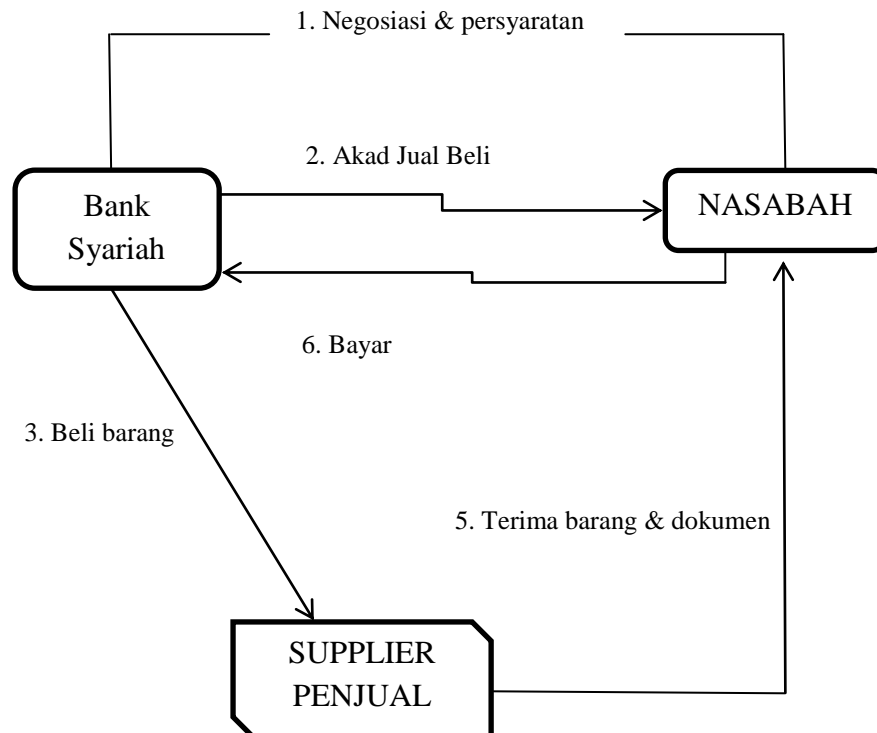 1. Negosiasi & persyaratan
2. Akad Jual Beli
Bank
Syariah
NASABAH
6. Bayar
3. Beli barang
5. Terima barang & dokumen
SUPPLIER
PENJUAL